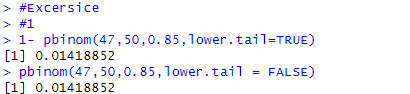 > #Excersice
> #1
> 1- pbinom(47,50,0.85,lower.tail=TRUE)
[1] 0.01418852
> pbinom(47,50,0.85,lower.tail = FALSE)
[1] 0.01418852